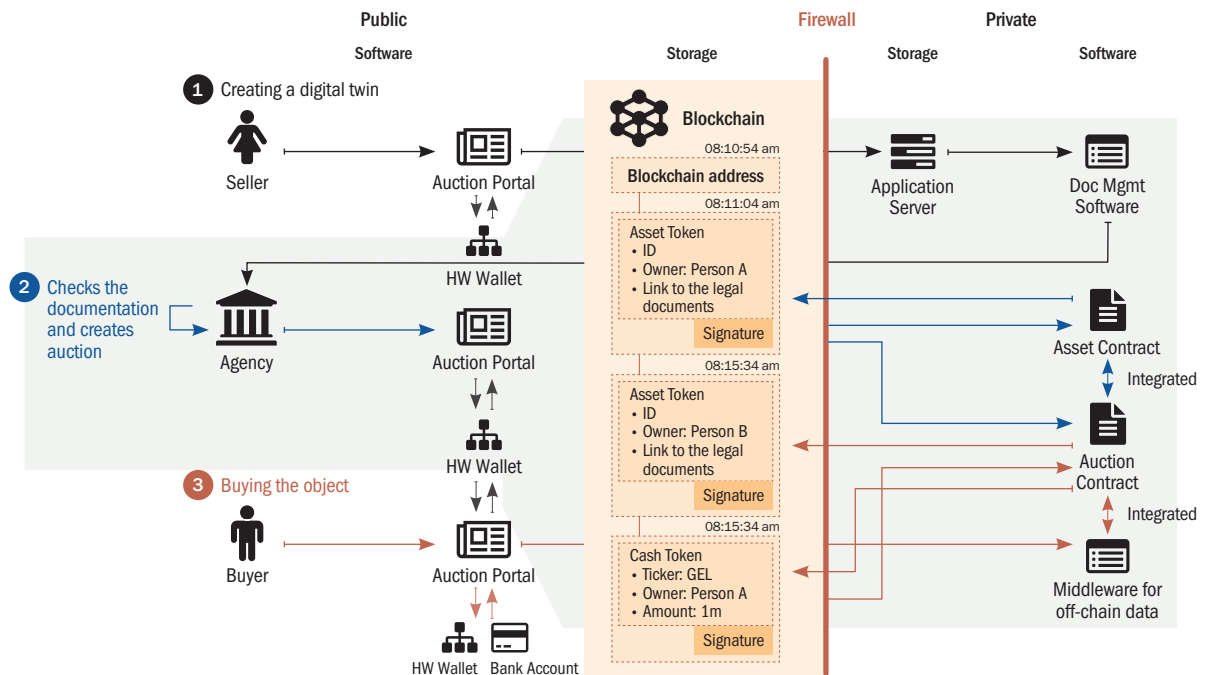 Public
Firewall
Private
Software
Storage
Storage
Software
1 Creating a digital twin
Seller
Auction Portal
HW Wallet
Blockchain
08:10:54 am
Blockchain address
08:11:04 am
Asset Token
• ID
• Owner: Person A
• Link to the legal
documents
Signature
08:15:34 am
Asset Token
• ID
• Owner: Person B
• Link to the legal
documents
Signature
08:15:34 am
Cash Token
• Ticker: GEL
• Owner: Person A
• Amount: 1m
Signature
Application
Server
Doc Mgmt
Software
2 Checks the
documentation
and creates
auction
Agency
Auction Portal
HW Wallet
Asset Contract
Integrated
Auction
Contract
Integrated
Middleware for
off-chain data
3 Buying the object
Buyer
Auction Portal
HW Wallet
Bank Account